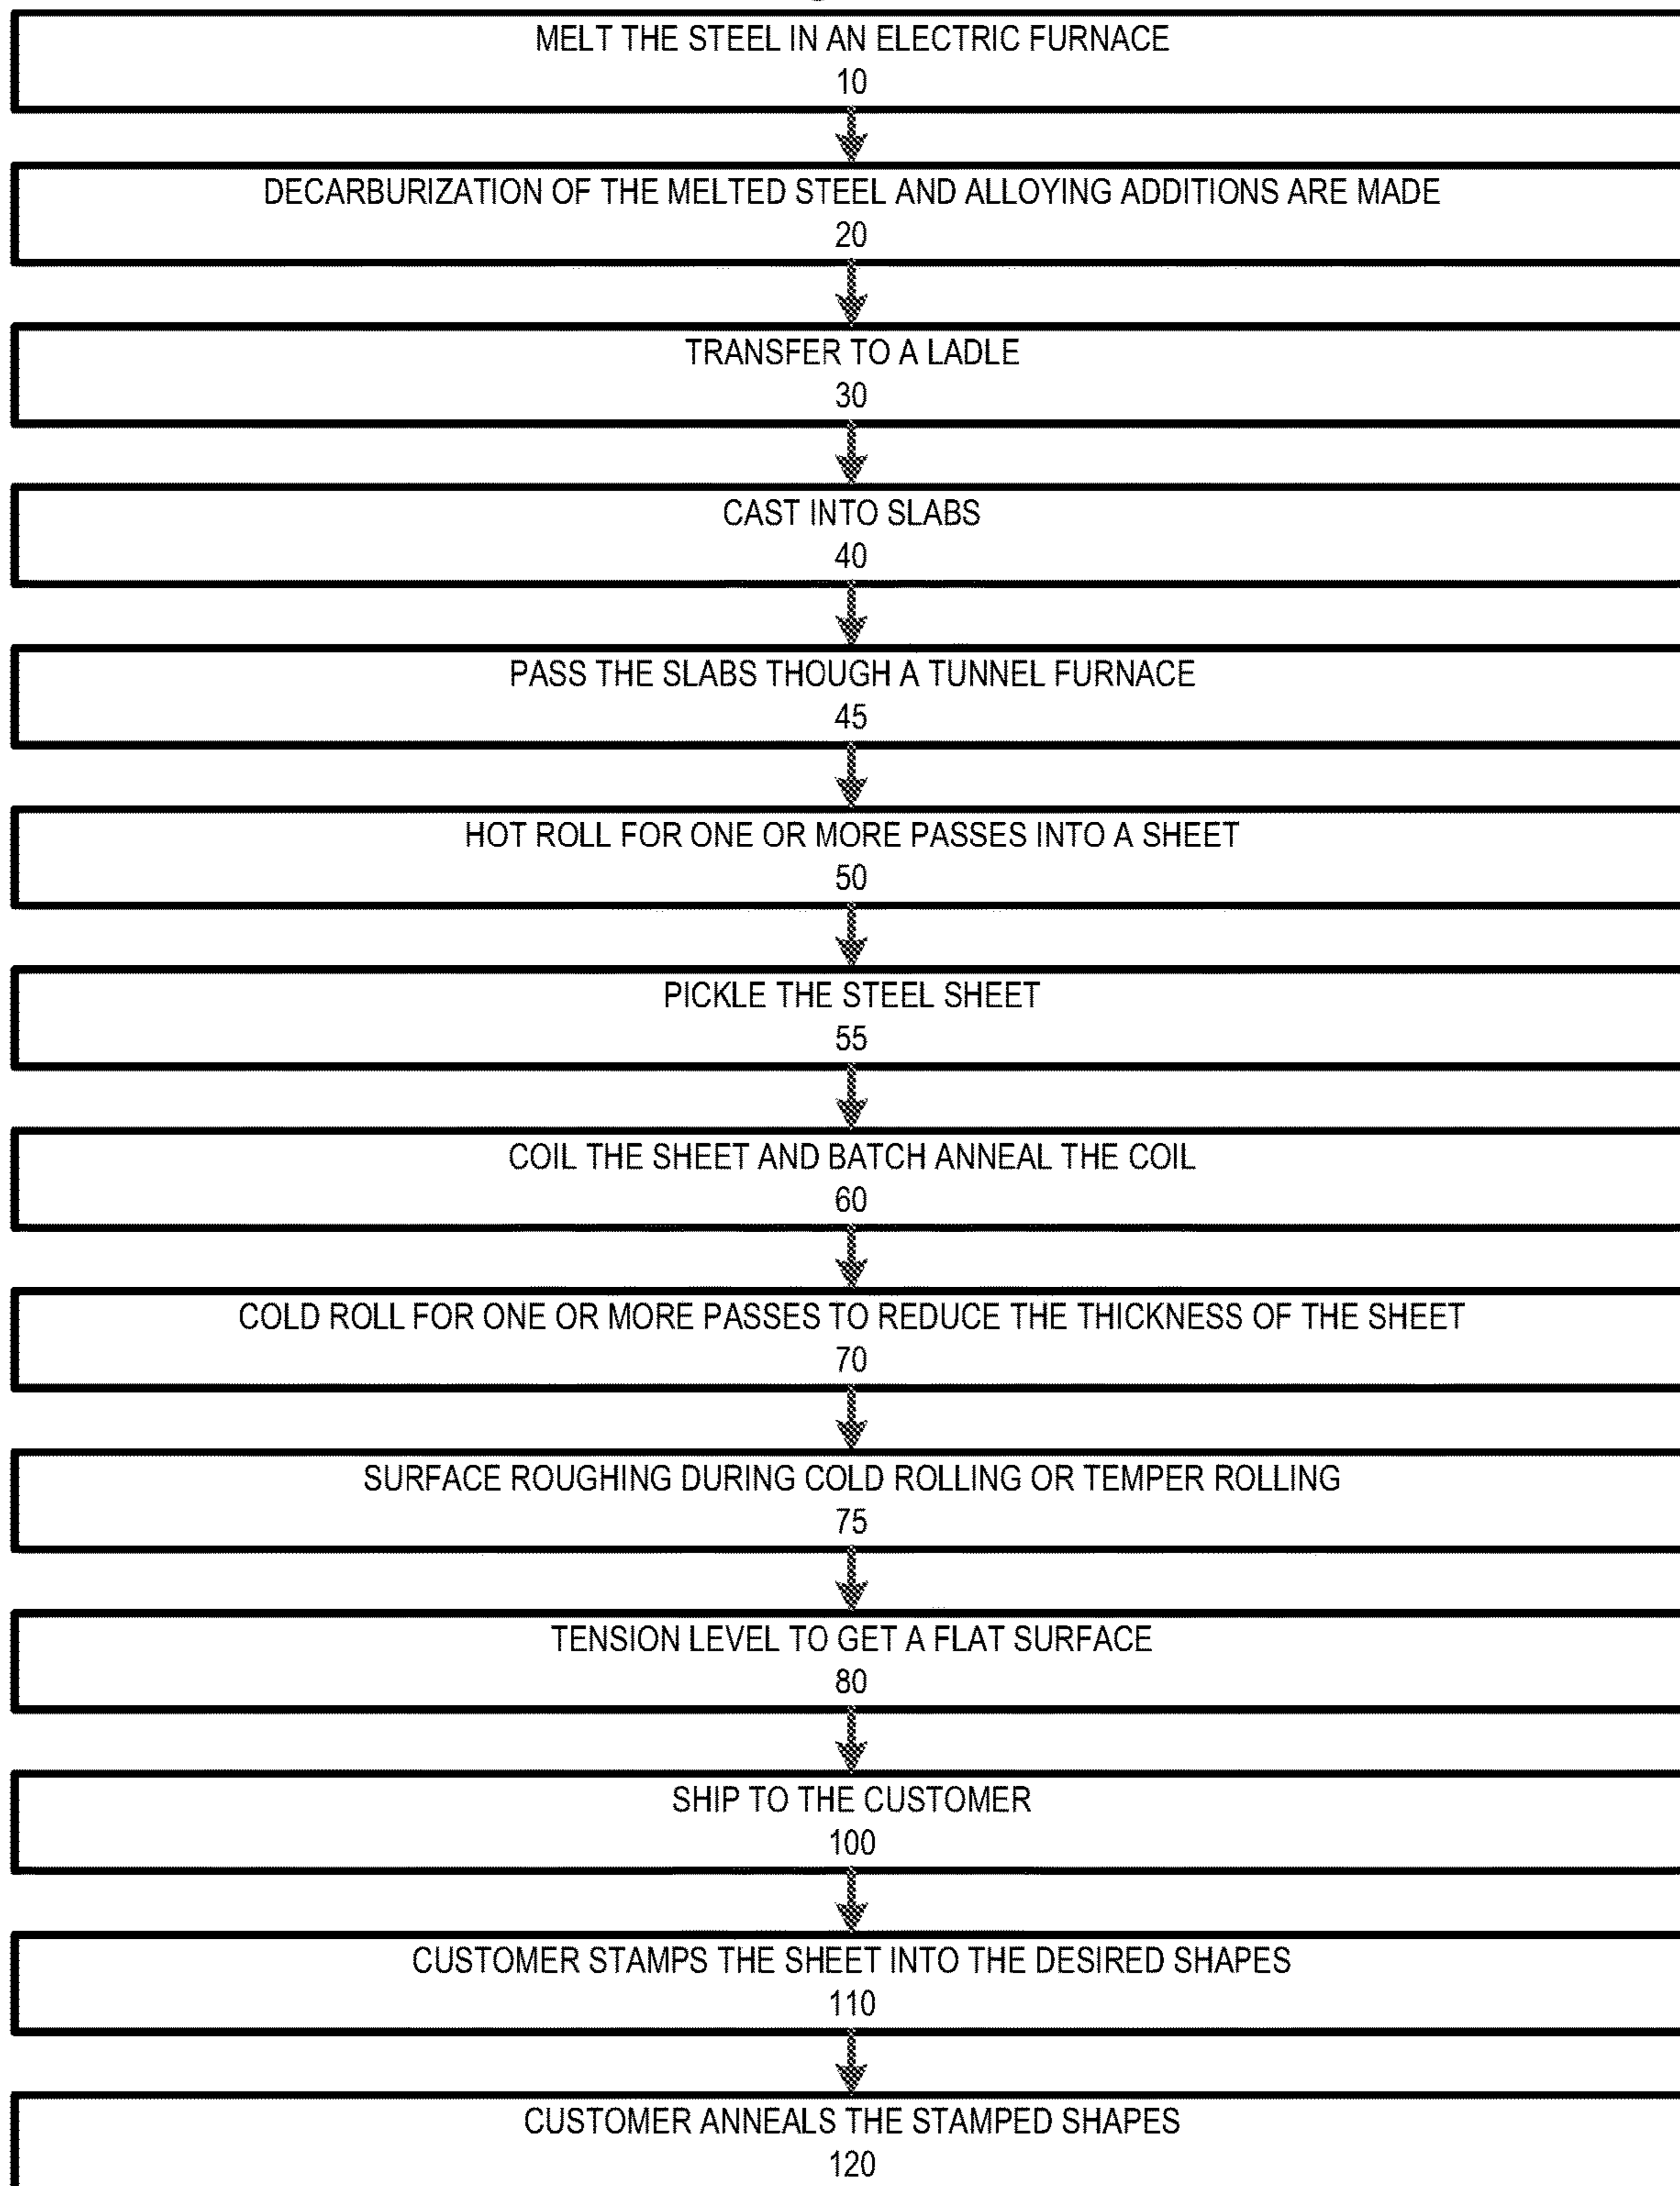 MELT THE STEEL IN AN ELECTRIC FURNACE
10
DECARBURIZATION OF THE MELTED STEEL AND ALLOYING ADDITIONS ARE MADE
20
TRANSFER TO A LADLE
30
CAST INTO SLABS
40
PASS THE SLABS THOUGH A TUNNEL FURNACE
45
HOT ROLL FOR ONE OR MORE PASSES INTO A SHEET
50
PICKLE THE STEEL SHEET
55
COIL THE SHEET AND BATCH ANNEAL THE COIL
60
COLD ROLL FOR ONE OR MORE PASSES TO REDUCE THE THICKNESS OF THE SHEET
70
SURFACE ROUGHING DURING COLD ROLLING OR TEMPER ROLLING
75
TENSION LEVEL TO GET A FLAT SURFACE
80
SHIP TO THE CUSTOMER
100
CUSTOMER STAMPS THE SHEET INTO THE DESIRED SHAPES
110
CUSTOMER ANNEALS THE STAMPED SHAPES
120